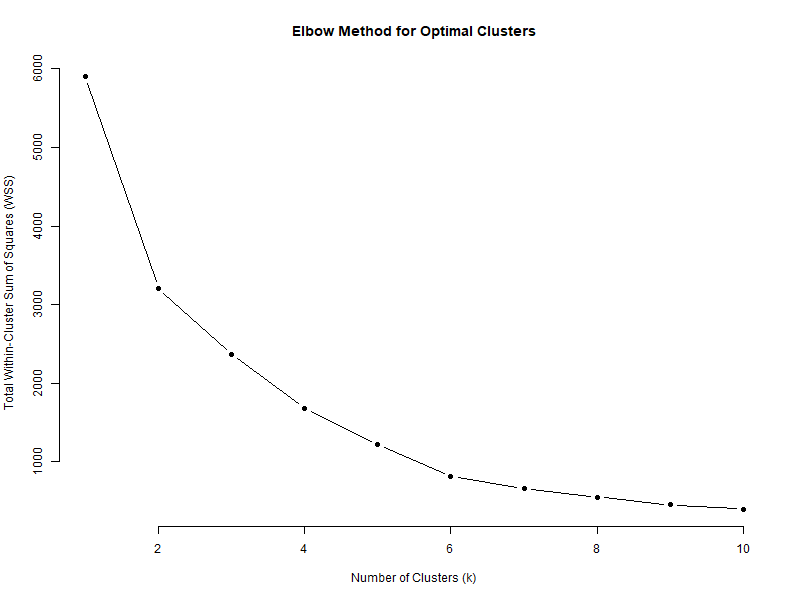 Elbow Method for Optimal Clusters
Total Within-Cluster Sum of Squares (WSS)
6000
5000
4000
3000
2000
1000
2 4 6 8 10
Number of Clusters (k)